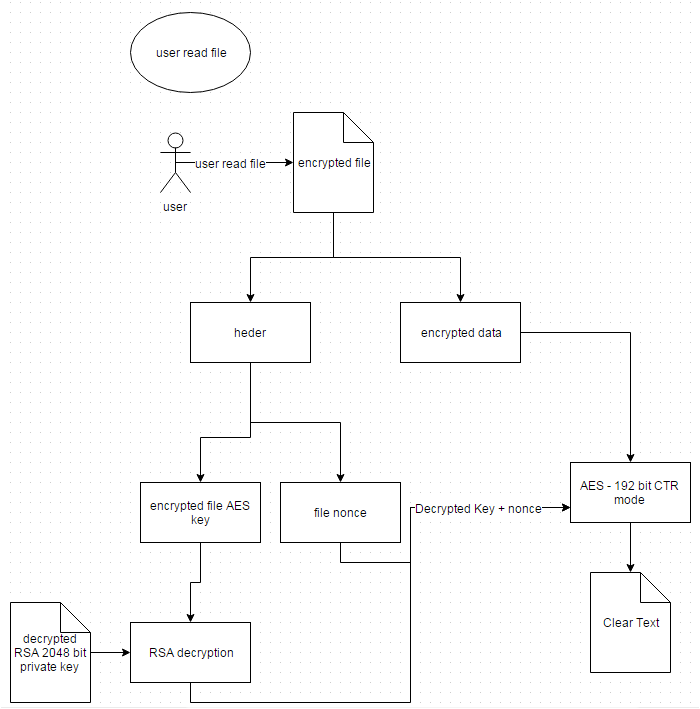 user read file
user read file
encrypted file
user
heder
encrypted data
encrypted file AES
key
file nonce
Decrypted Key + nonce
AES - 192 bit CTR
mode
decrypted
RSA 2048 bit
private key
RSA decryption
Clear Text